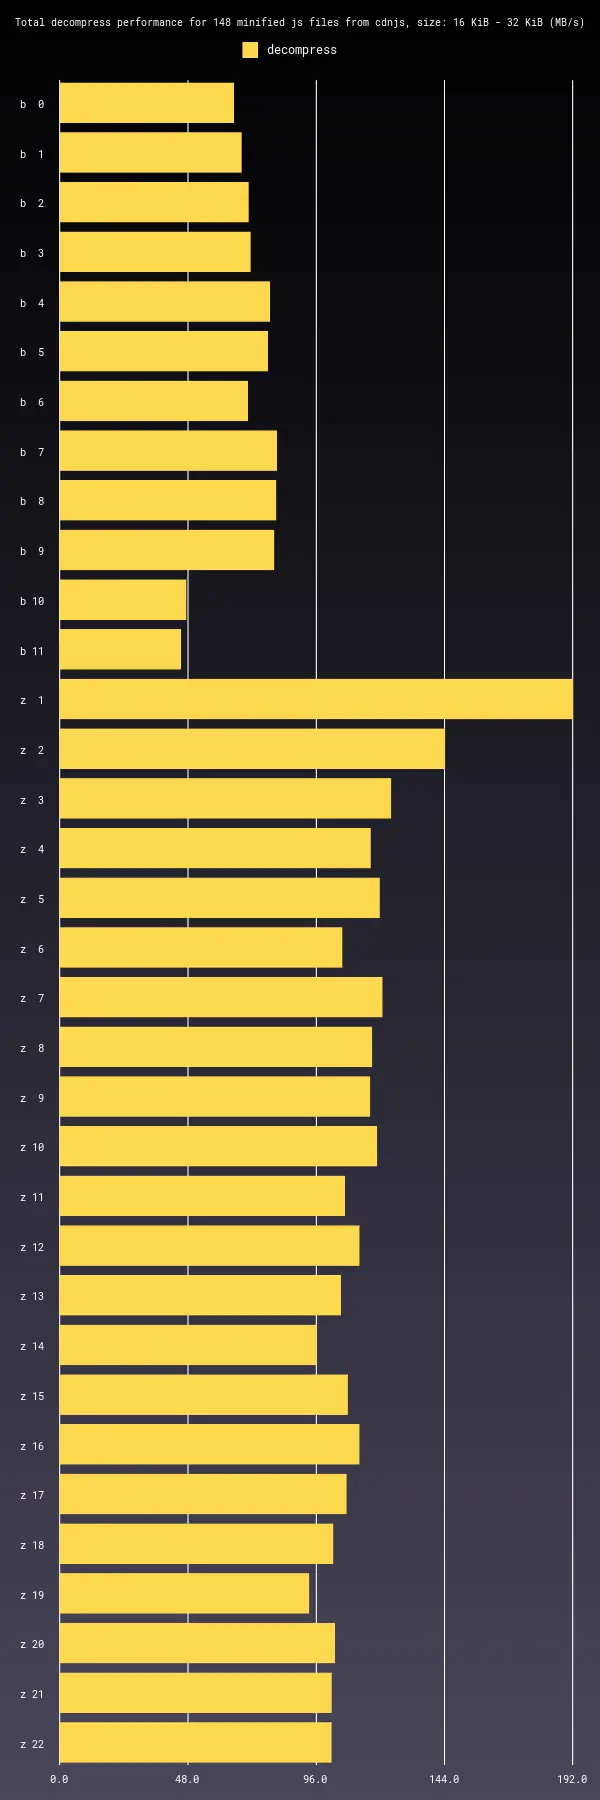 Total decompress performance for 148 minified js files from cdnjs, size: 16 KiB - 32 KiB (MB/s)
decompress
b 0
b 1
b 2
b 3
b 4
b 5
b 6
b 7
b 8
b 9
b 10
b 11
z 1
z 2
z 3
z 4
z 5
z 6
z 7
z 8
z 9
z 10
z 11
z 12
z 13
z 14
z 15
z 16
z 17
z 18
z 19
z 20
z 21
z 22
0.0 48.0 96.0 144.0 192.0